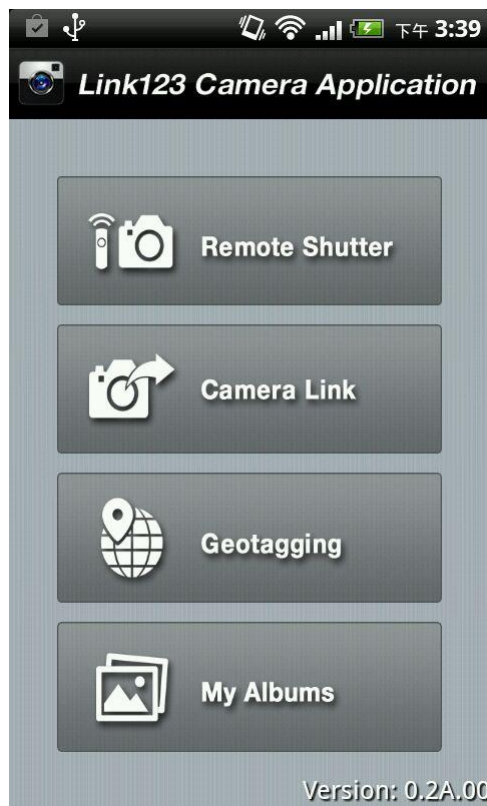 下午 3:39
Link123 Camera Application
Remote Shutter
Camera Link
Geotagging
My Albums
Version: 0.2A.00